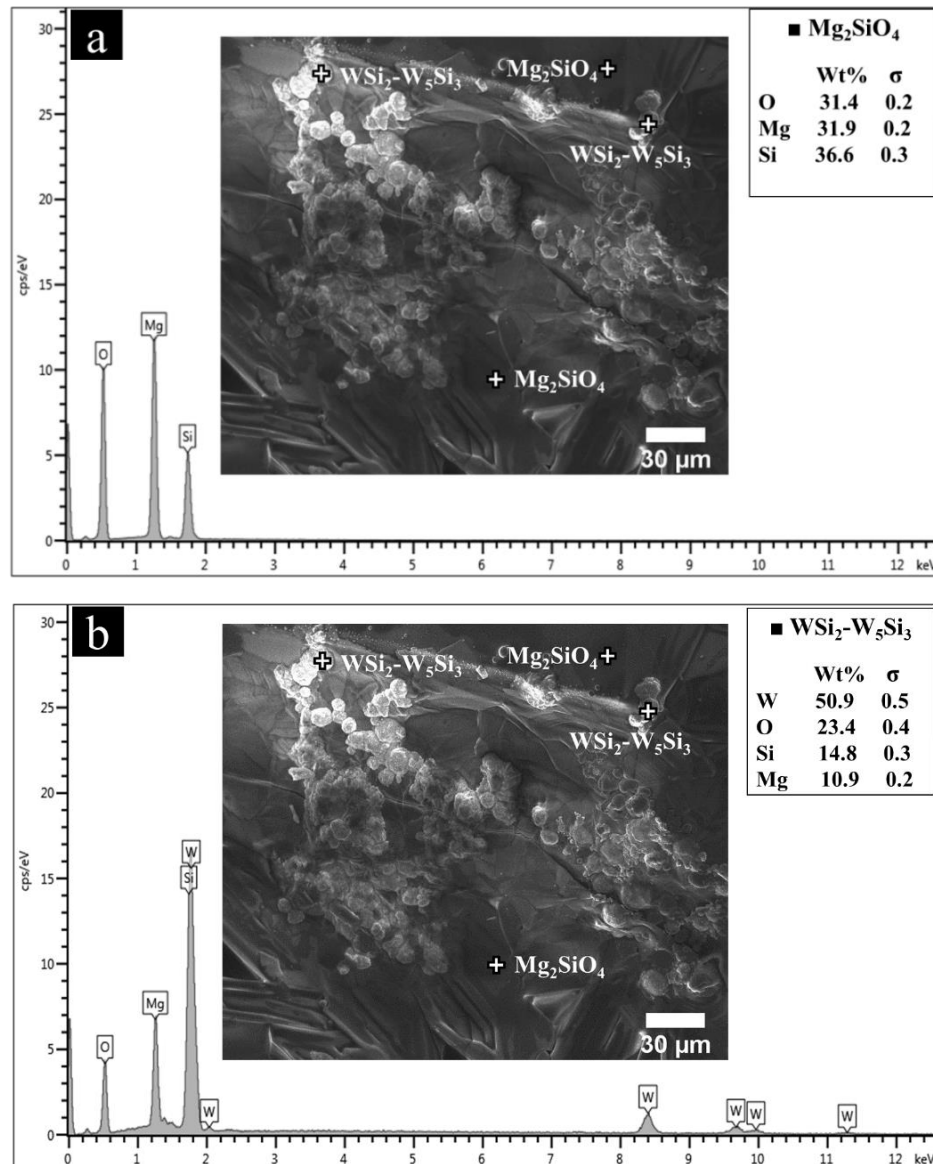 a
■ Mg₂SiO₄
Wt% σ
O 31.4 0.2
Mg 31.9 0.2
Si 36.6 0.3
WSi₂-W₅Si₃
Mg₂SiO₄
WSi₂-W₅Si₃
Mg₂SiO₄
30 µm
cps/eV
30
25
20
15
10
5
0
O
Mg
Si
0 1 2 3 4 5 6 7 8 9 10 11 12 keV
b
■ WSi₂-W₅Si₃
Wt% σ
W 50.9 0.5
O 23.4 0.4
Si 14.8 0.3
Mg 10.9 0.2
WSi₂-W₅Si₃
Mg₂SiO₄
WSi₂-W₅Si₃
Mg₂SiO₄
30 µm
cps/eV
30
25
20
15
10
5
0
W
Si
Mg
O
W
W
W
W
W
0 1 2 3 4 5 6 7 8 9 10 11 12 keV